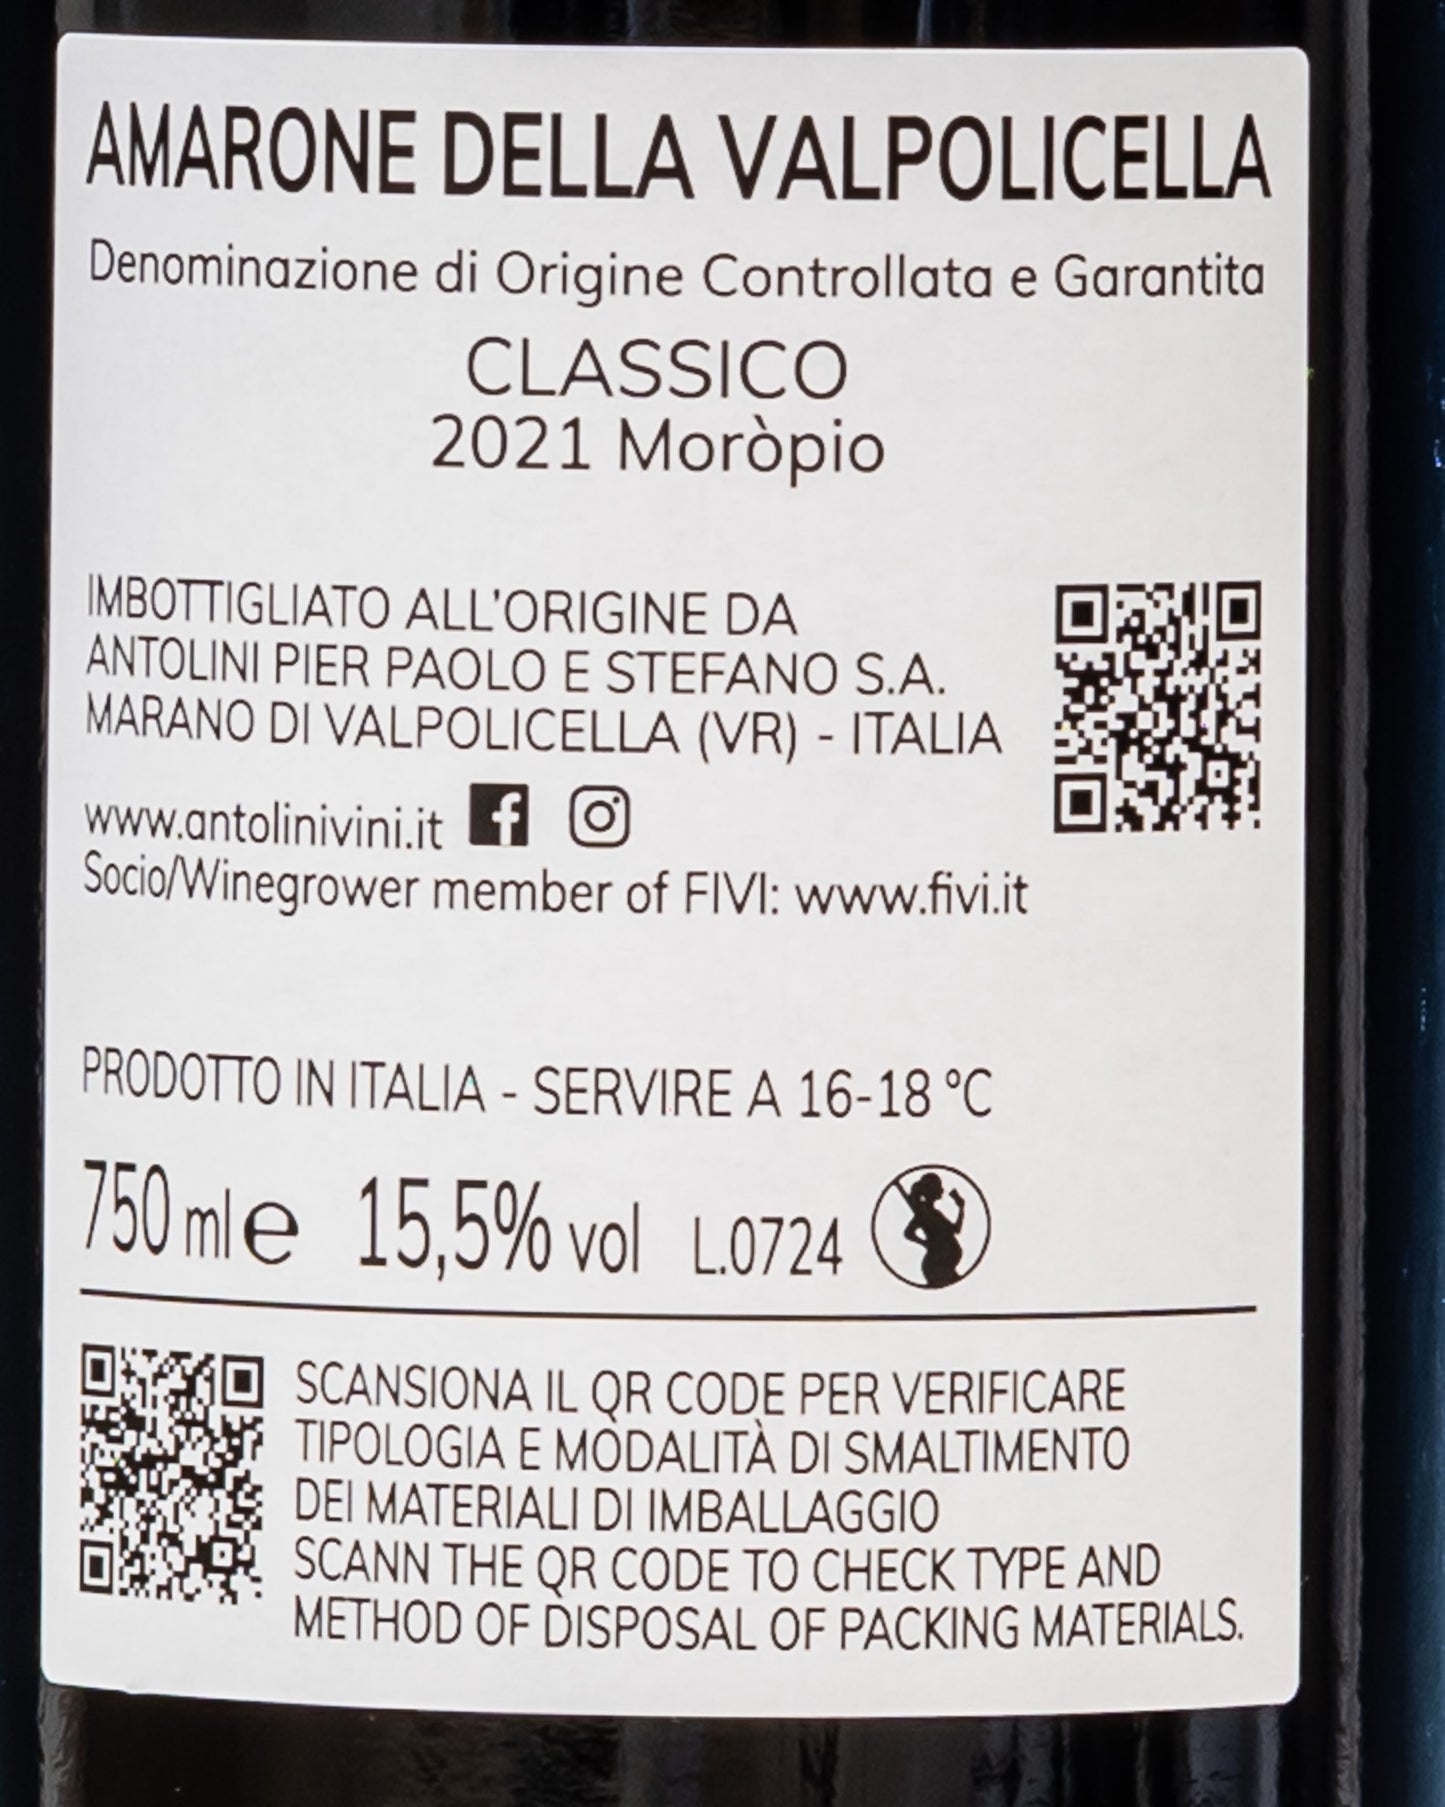 AMARONE DELLA VALPOLICELLA
Denominazione di Origine Controllata e Garantita
CLASSICO
2021 Moròpio
IMBOTTIGLIATO ALL'ORIGINE DA
ANTOLINI PIER PAOLO E STEFANO S.A.
MARANO DI VALPOLICELLA (VR) - ITALIA
www.antolinivini.it
Socio/Winegrower member of FIVI: www.fivi.it
PRODOTTO IN ITALIA - SERVIRE A 16-18 °C
750 ml e 15,5% vol L.0724
SCANSIONA IL QR CODE PER VERIFICARE
TIPOLOGIA E MODALITÀ DI SMALTIMENTO
DEI MATERIALI DI IMBALLAGGIO
SCANN THE QR CODE TO CHECK TYPE AND
METHOD OF DISPOSAL OF PACKING MATERIALS.